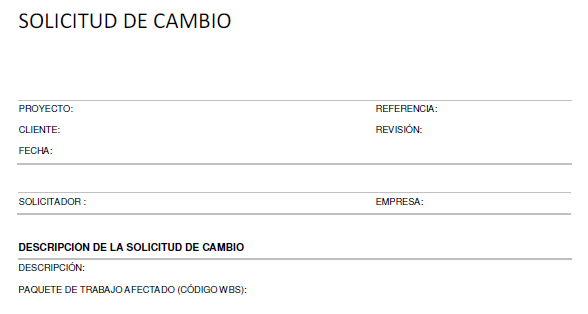 SOLICITUD DE CAMBIO
PROYECTO: REFERENCIA:
CLIENTE: REVISIÓN:
FECHA:
SOLICITADOR : EMPRESA:
DESCRIPCIÓN DE LA SOLICITUD DE CAMBIO
DESCRIPCIÓN:
PAQUETE DE TRABAJO AFECTADO (CÓDIGO WBS):